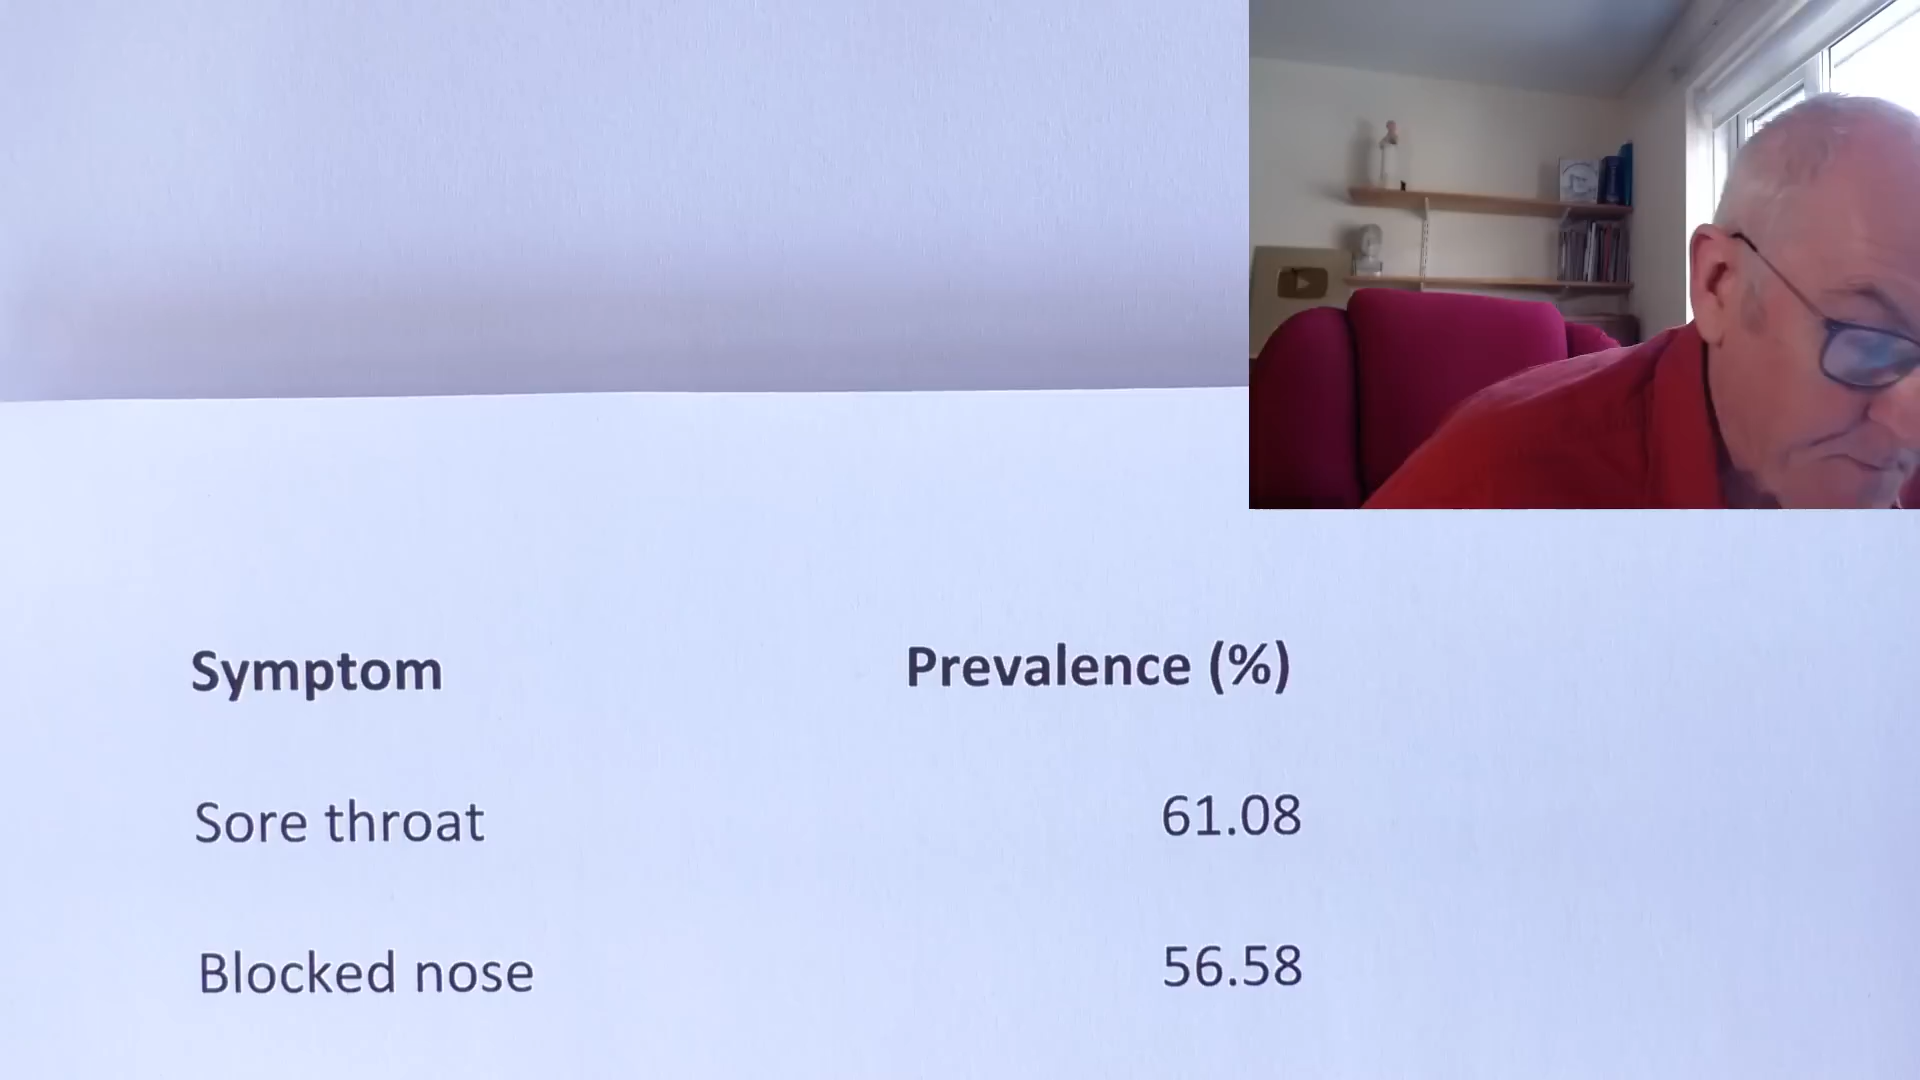 Symptom Prevalence (%)
Sore throat 61.08
Blocked nose 56.58